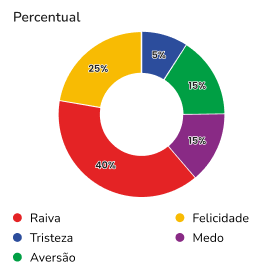 Percentual
5%
25%
15%
15%
40%
Raiva
Felicidade
Tristeza
Medo
Aversão